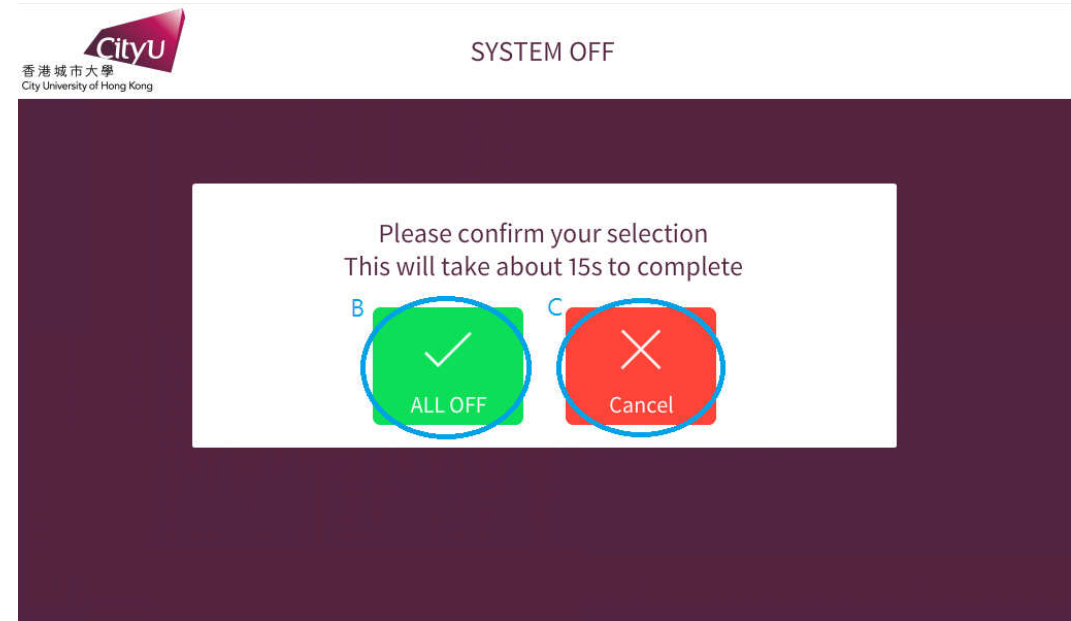 CityU
香港城市大學
City University of Hong Kong
SYSTEM OFF
Please confirm your selection
This will take about 15s to complete
B
C
ALL OFF
Cancel